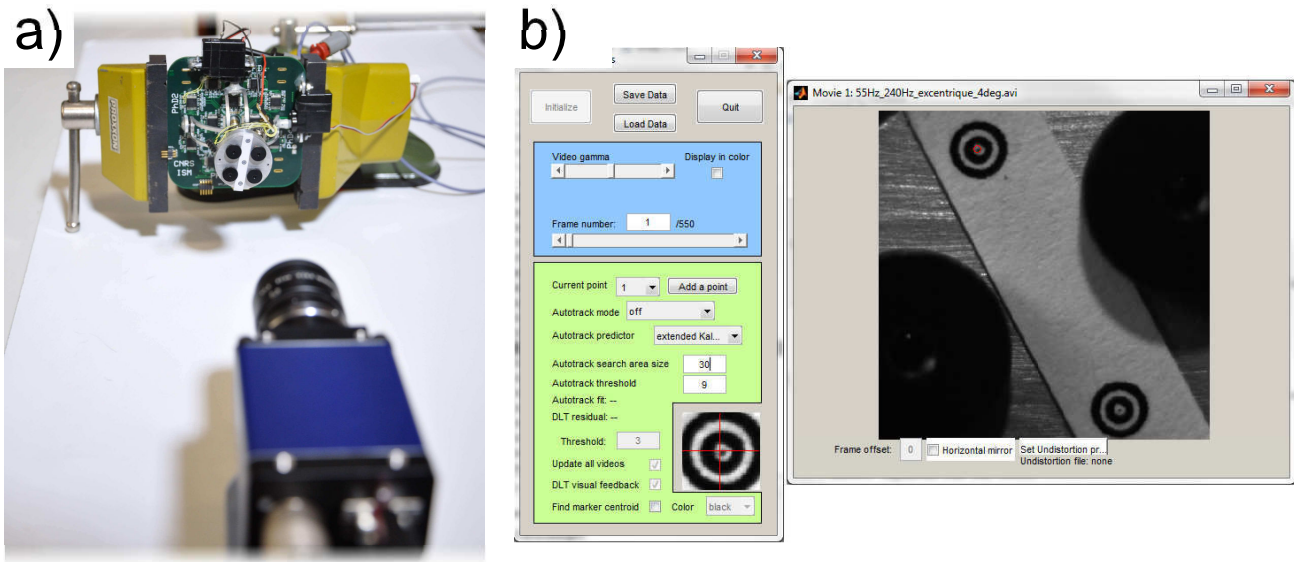 a)
PROXXON
PhD2
CNRS
ISM
b)
s
Initialize
Save Data
Load Data
Quit
Video gamma
Display in color
Frame number: 1 /550
Current point 1 Add a point
Autotrack mode off
Autotrack predictor extended Kal...
Autotrack search area size 30
Autotrack threshold 9
Autotrack fit: --
DLT residual: --
Threshold: 3
Update all videos
DLT visual feedback
Find marker centroid Color black
Movie 1: 55Hz_240Hz_excentrique_4deg.avi
Frame offset: 0 Horizontal mirror Set Undistortion pr...
Undistortion file: none